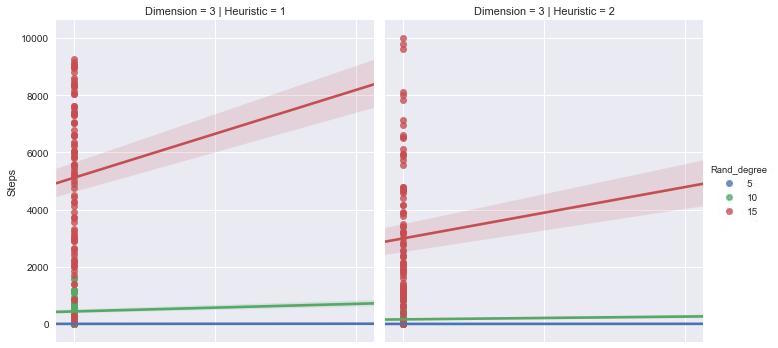 Dimension = 3 | Heuristic = 1
Dimension = 3 | Heuristic = 2
10000
8000
6000
4000
2000
0
Steps
Rand_degree
5
10
15